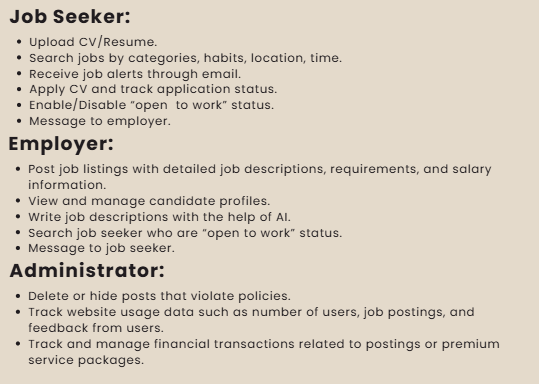 Job Seeker:
• Upload CV/Resume.
• Search jobs by categories, habits, location, time.
• Receive job alerts through email.
• Apply CV and track application status.
• Enable/Disable “open  to work” status.
• Message to employer.
Employer:
• Post job listings with detailed job descriptions, requirements, and salary
information.
• View and manage candidate profiles.
• Write job descriptions with the help of AI.
• Search job seeker who are “open to work” status.
• Message to job seeker.
Administrator:
• Delete or hide posts that violate policies.
• Track website usage data such as number of users, job postings, and
feedback from users.
• Track and manage financial transactions related to postings or premium
service packages.